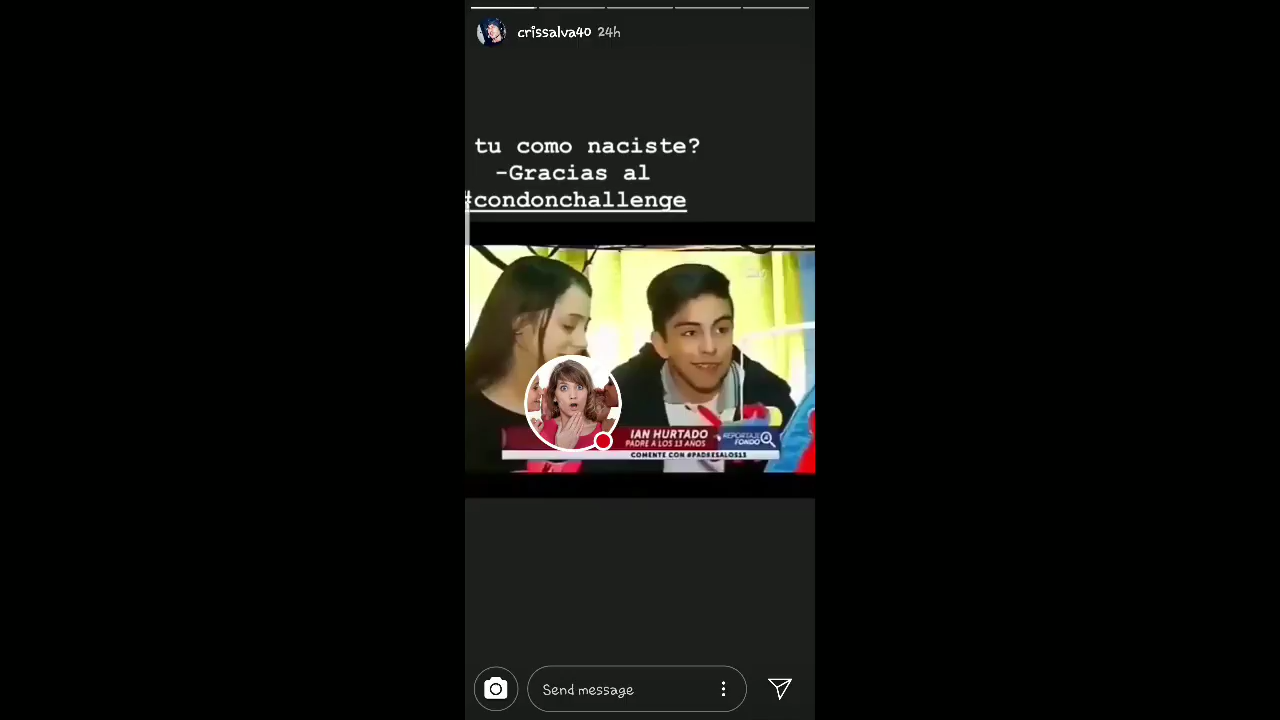 crissalva40 24h
tu como naciste?
-Gracias al
#condonchallenge
IAN HURTADO
PADRE A LOS 13 AÑOS
REPORTAJE
FONDO
COMENTE CON #PADRESALOS13
Send message